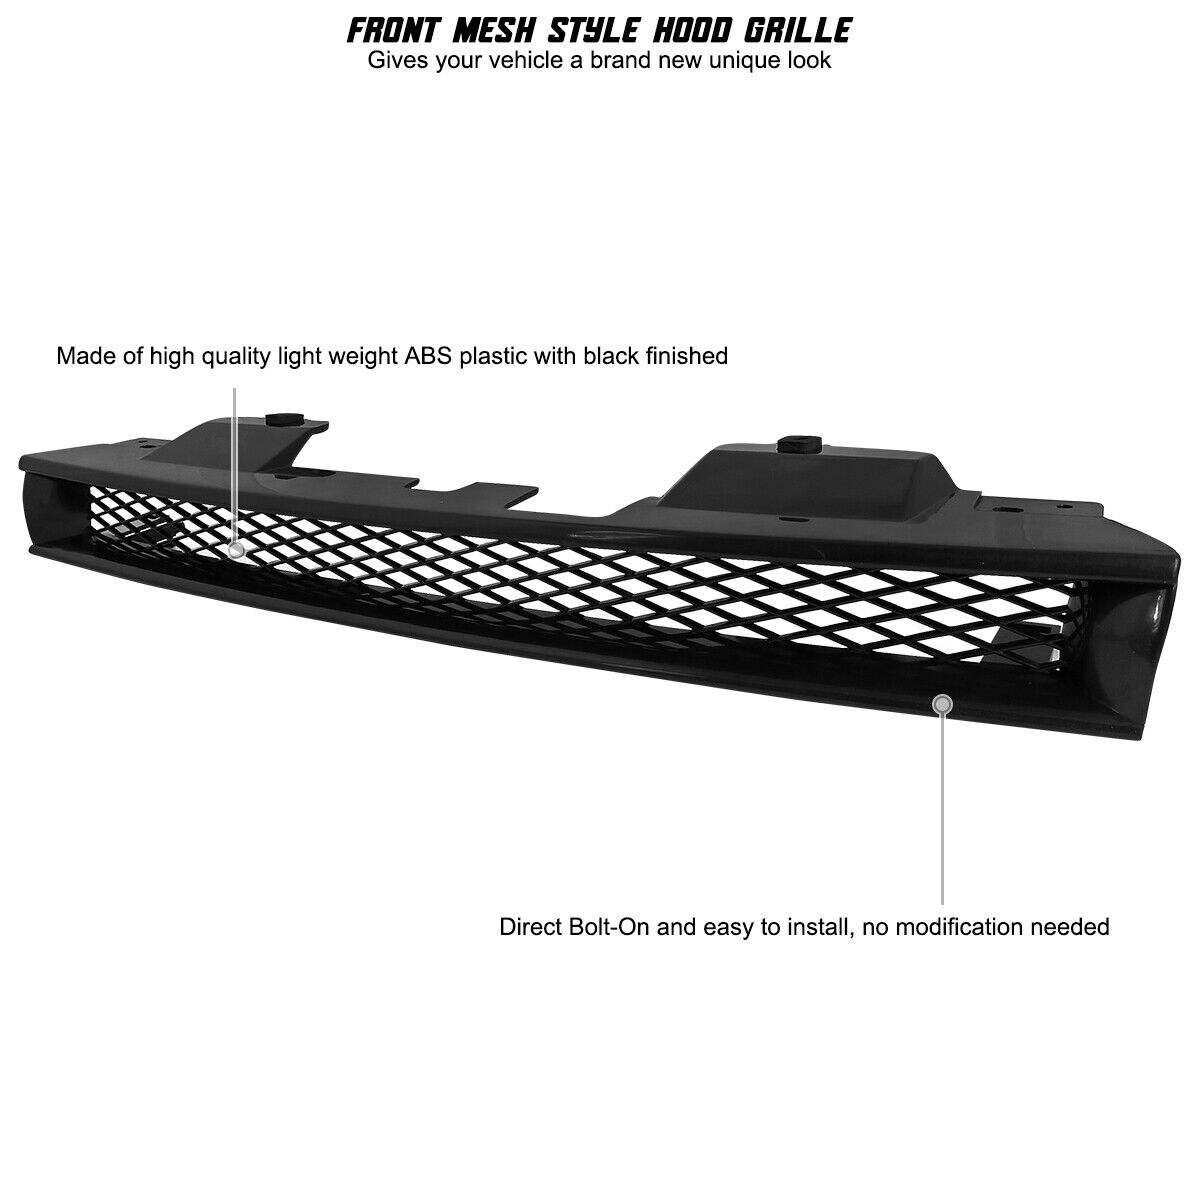 FRONT MESH STYLE HOOD GRILLE
Gives your vehicle a brand new unique look
Made of high quality light weight ABS plastic with black finished
Direct Bolt-On and easy to install, no modification needed